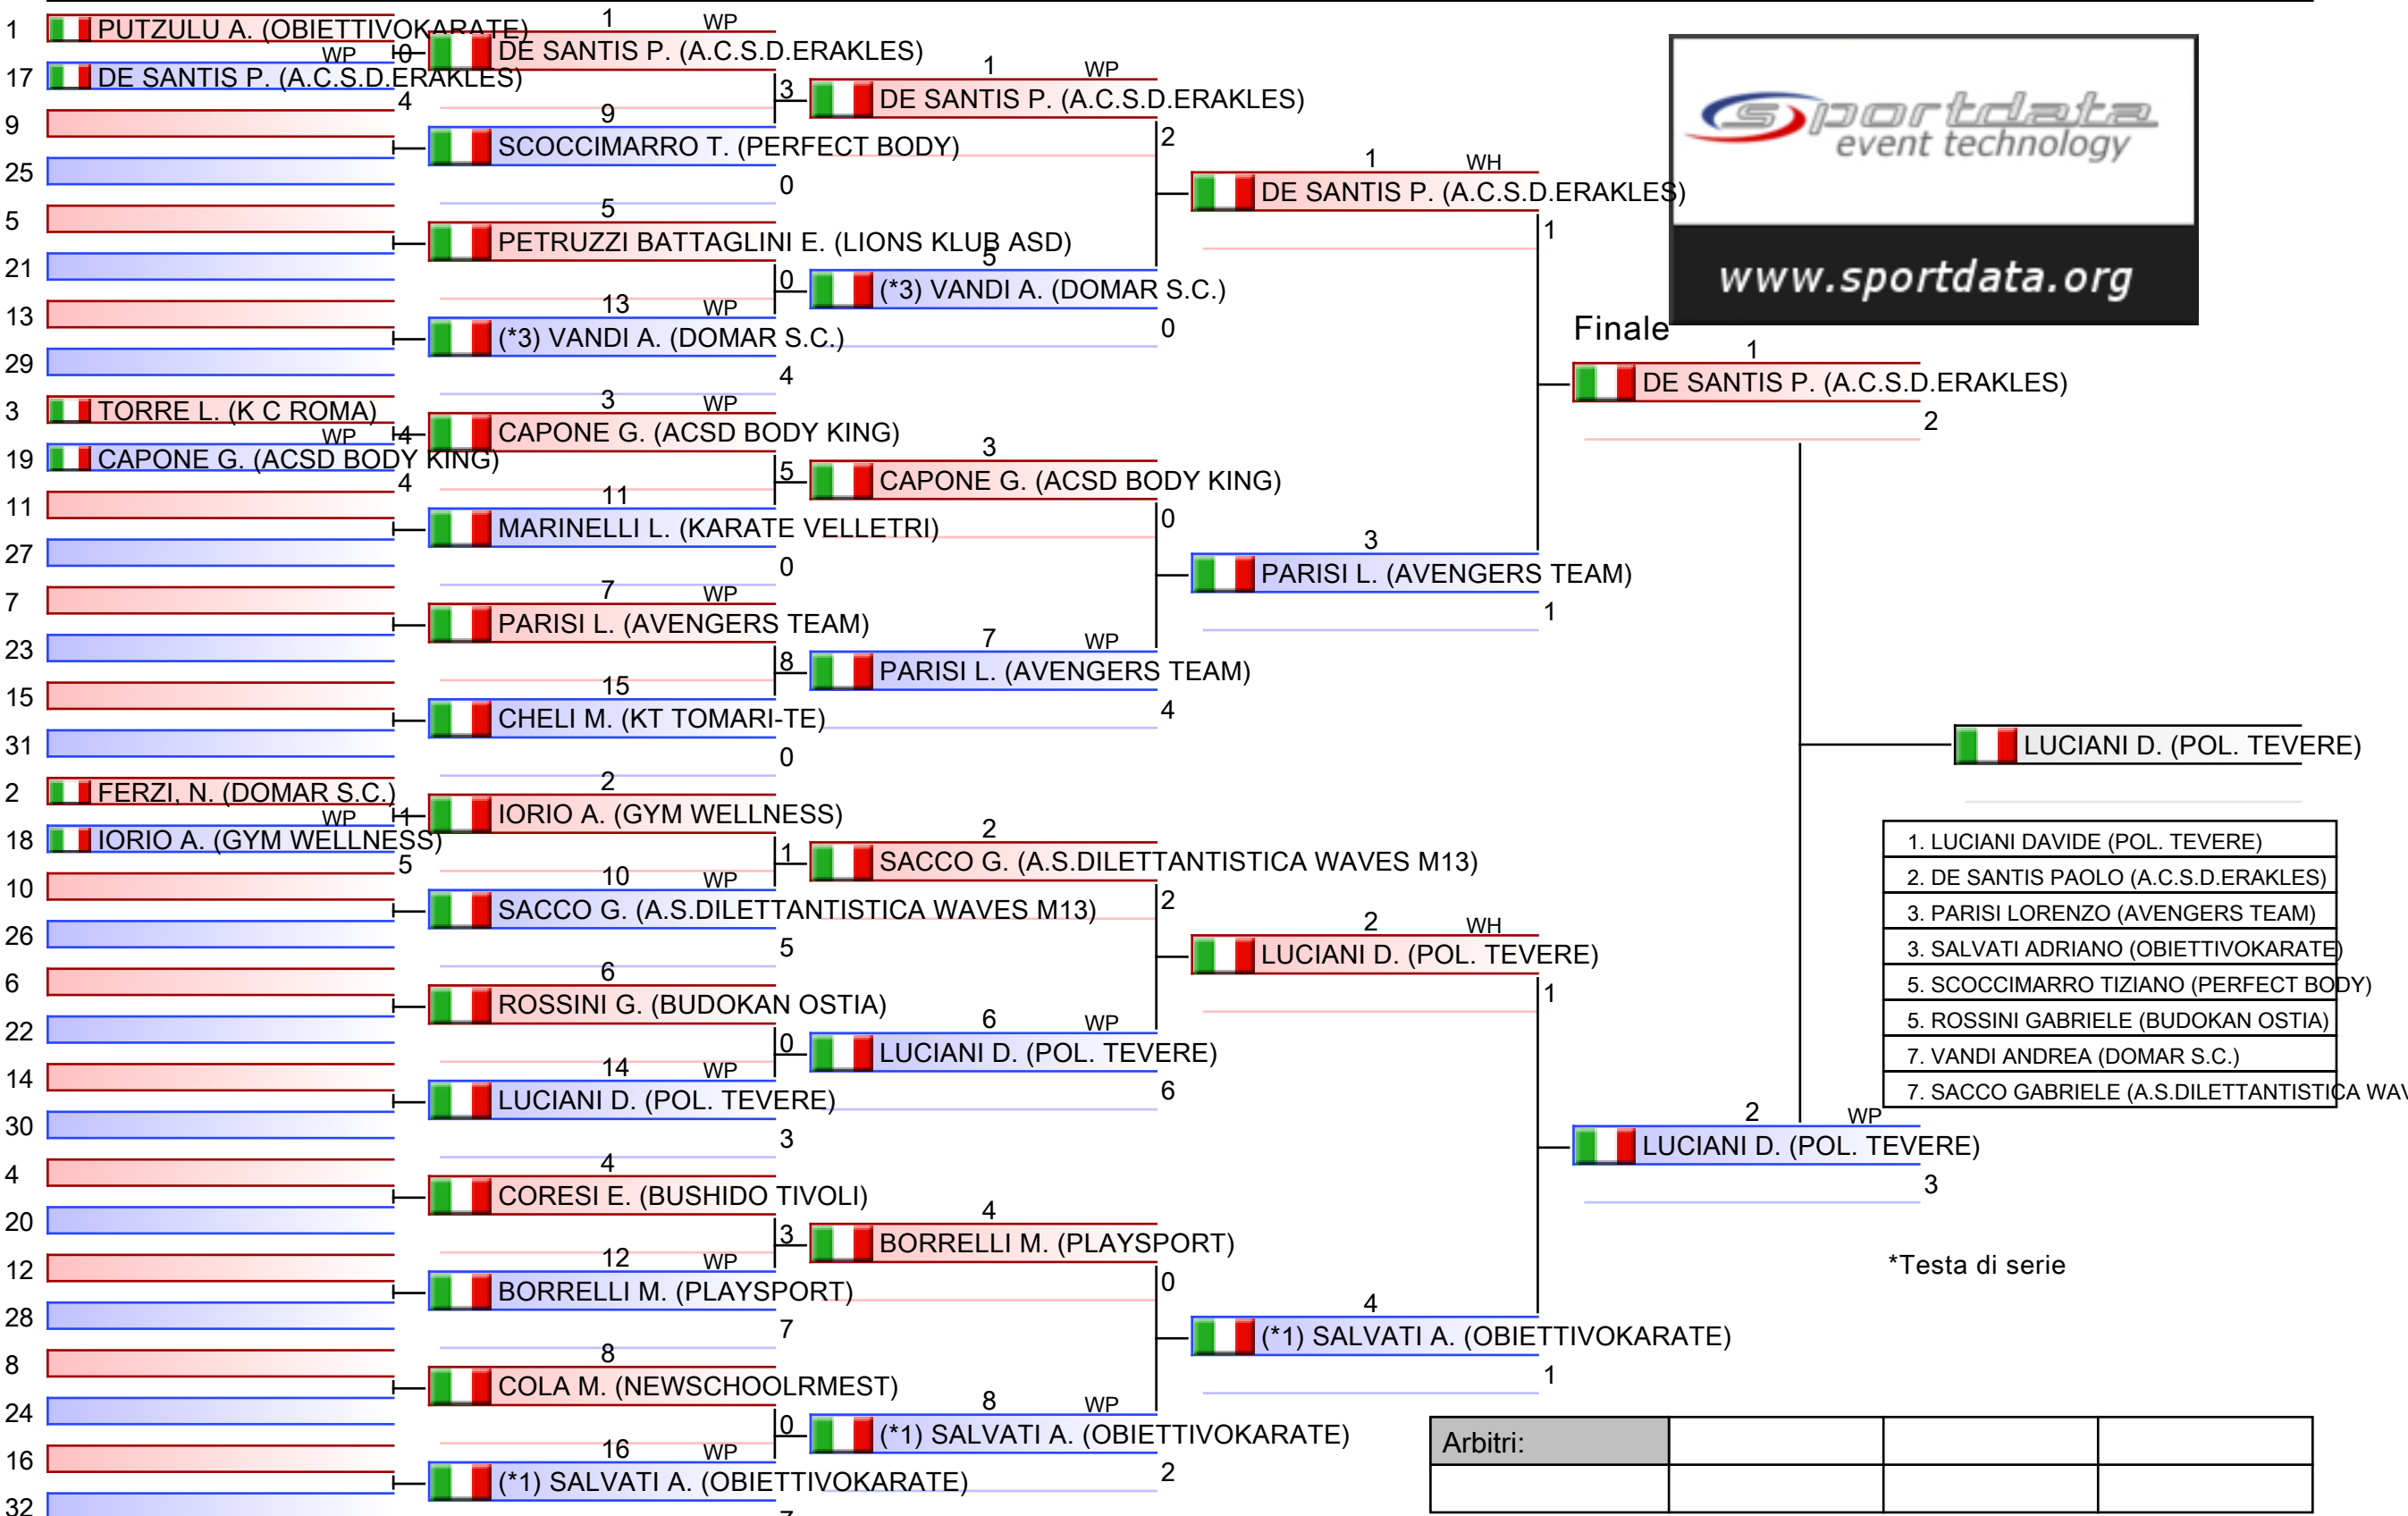 1 PUTZULU A. (OBIETTIVOKARATE)
WP 0
17 DE SANTIS P. (A.C.S.D.ERAKLES)
4
9
25
5
21
13
29
3 TORRE L. (K C ROMA)
WP 4
19 CAPONE G. (ACSD BODY KING)
4
11
27
7
23
15
31
2 FERZI, N. (DOMAR S.C.)
WP 1
18 IORIO A. (GYM WELLNESS)
5
10
26
6
22
14
30
4
20
12
28
8
24
16
32
1 WP
DE SANTIS P. (A.C.S.D.ERAKLES)
3
9
SCOCCIMARRO T. (PERFECT BODY)
0
5
PETRUZZI BATTAGLINI E. (LIONS KLUB ASD)
0
13 WP
(*3) VANDI A. (DOMAR S.C.)
4
3 WP
CAPONE G. (ACSD BODY KING)
5
11
MARINELLI L. (KARATE VELLETRI)
0
7 WP
PARISI L. (AVENGERS TEAM)
8
15
CHELI M. (KT TOMARI-TE)
0
2
IORIO A. (GYM WELLNESS)
1
10 WP
SACCO G. (A.S.DILETTANTISTICA WAVES M13)
5
6
ROSSINI G. (BUDOKAN OSTIA)
0
14 WP
LUCIANI D. (POL. TEVERE)
3
4
CORESI E. (BUSHIDO TIVOLI)
3
12 WP
BORRELLI M. (PLAYSPORT)
7
8
COLA M. (NEWSCHOOLRMEST)
0
16 WP
(*1) SALVATI A. (OBIETTIVOKARATE)
1 WP
DE SANTIS P. (A.C.S.D.ERAKLES)
2
5
(*3) VANDI A. (DOMAR S.C.)
0
3
CAPONE G. (ACSD BODY KING)
0
7 WP
PARISI L. (AVENGERS TEAM)
4
2
SACCO G. (A.S.DILETTANTISTICA WAVES M13)
2
6 WP
LUCIANI D. (POL. TEVERE)
6
4
BORRELLI M. (PLAYSPORT)
0
8 WP
(*1) SALVATI A. (OBIETTIVOKARATE)
2
1 WH
DE SANTIS P. (A.C.S.D.ERAKLES)
1
3
PARISI L. (AVENGERS TEAM)
1
2 WH
LUCIANI D. (POL. TEVERE)
1
4
(*1) SALVATI A. (OBIETTIVOKARATE)
1
sportdata
event technology
www.sportdata.org
Finale
1
DE SANTIS P. (A.C.S.D.ERAKLES)
2
2 WP
LUCIANI D. (POL. TEVERE)
3
LUCIANI D. (POL. TEVERE)
1. LUCIANI DAVIDE (POL. TEVERE)
2. DE SANTIS PAOLO (A.C.S.D.ERAKLES)
3. PARISI LORENZO (AVENGERS TEAM)
3. SALVATI ADRIANO (OBIETTIVOKARATE)
5. SCOCCIMARRO TIZIANO (PERFECT BODY)
5. ROSSINI GABRIELE (BUDOKAN OSTIA)
7. VANDI ANDREA (DOMAR S.C.)
7. SACCO GABRIELE (A.S.DILETTANTISTICA
*Testa di serie
Arbitri: